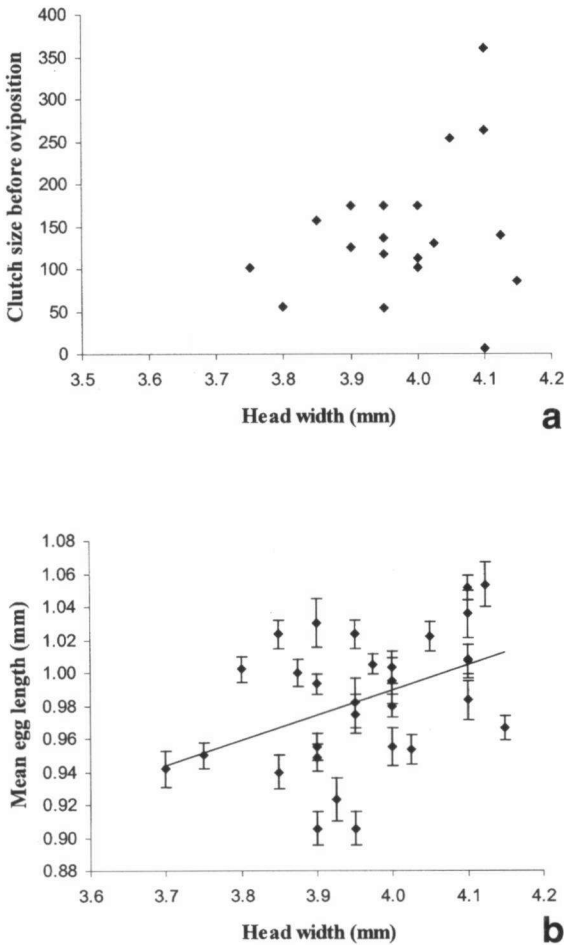 Clutch size before oviposition
400
350
300
250
200
150
100
50
0
3.5 3.6 3.7 3.8 3.9 4.0 4.1 4.2
Head width (mm)
a
Mean egg length (mm)
1.08
1.06
1.04
1.02
1.00
0.98
0.96
0.94
0.92
0.90
0.88
3.6 3.7 3.8 3.9 4.0 4.1 4.2
Head width (mm)
b